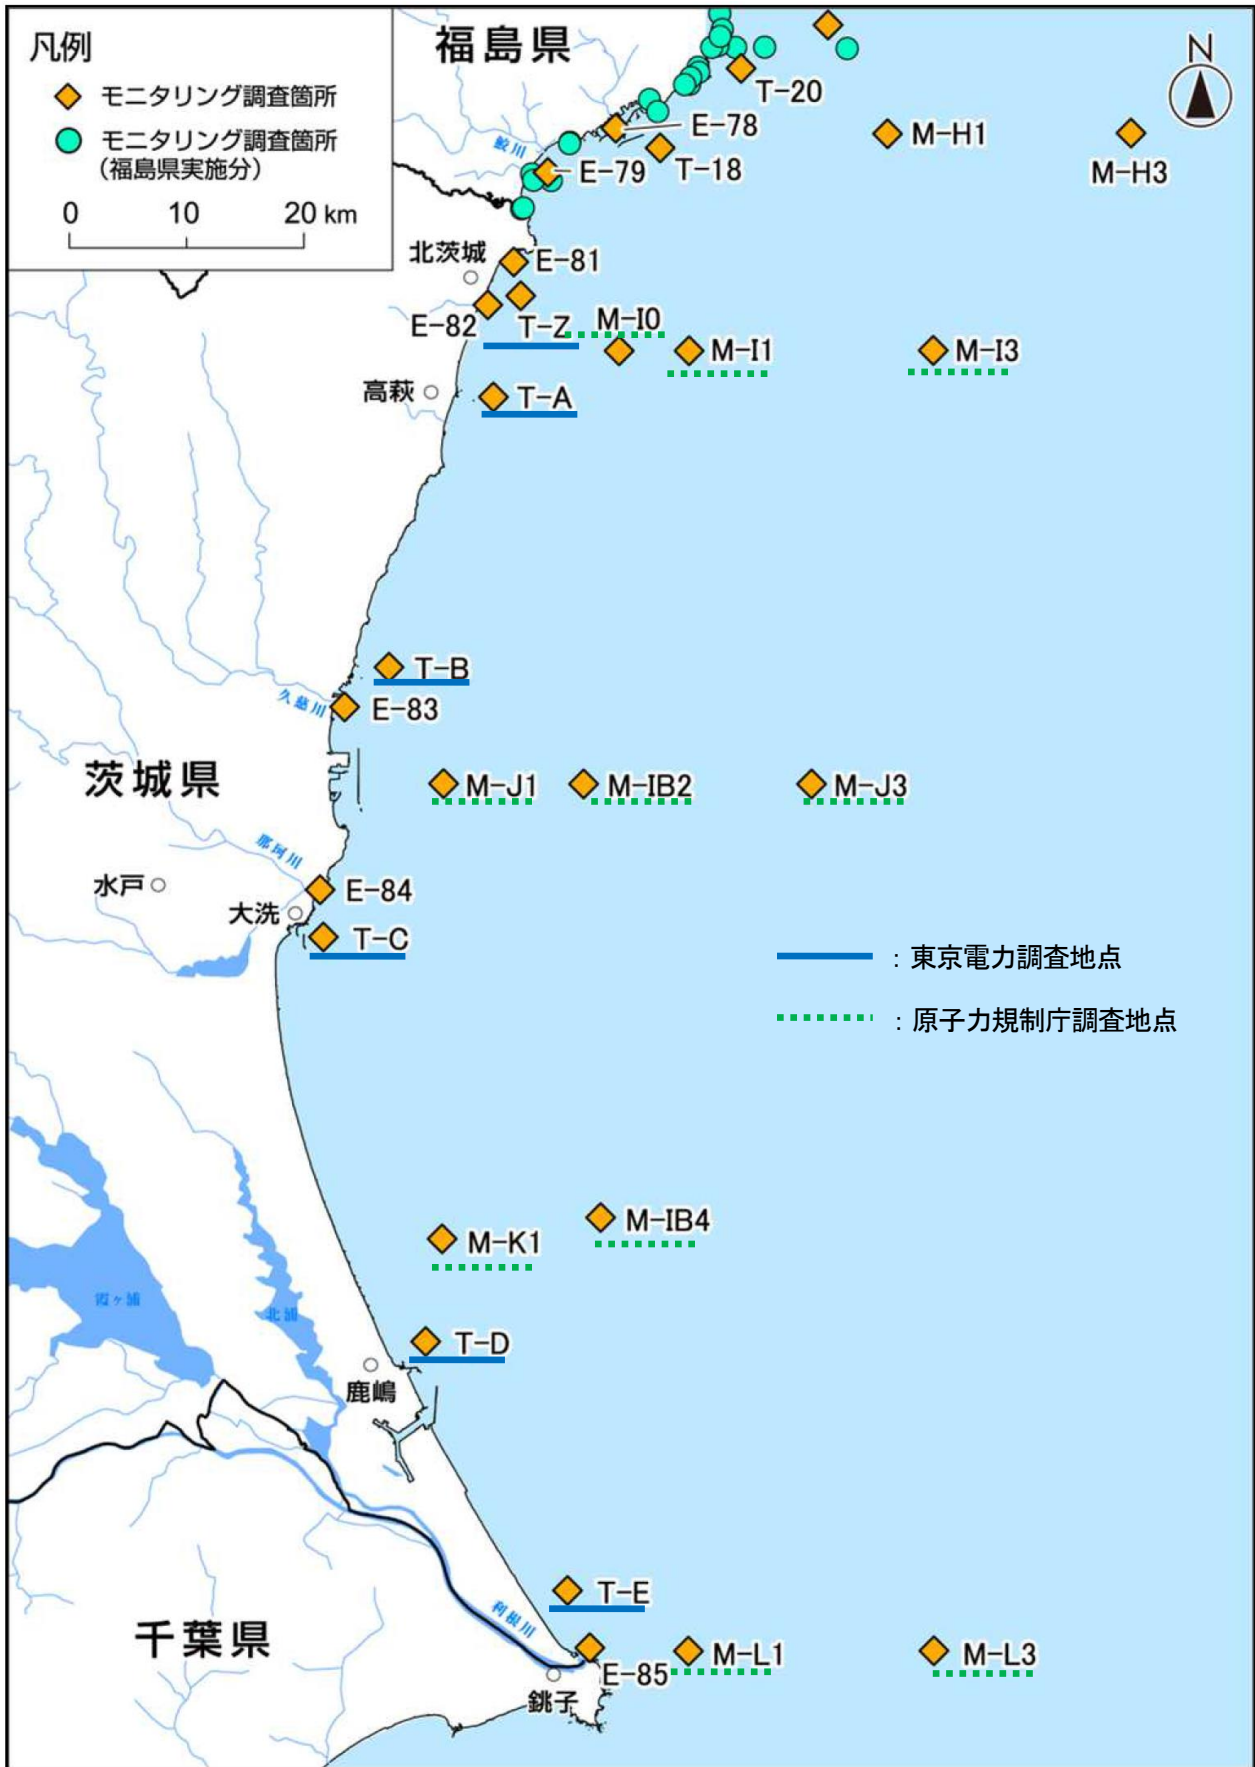 凡例
モニタリング調査箇所
モニタリング調査箇所
(福島県実施分)
0 10 20 km
福島県
N
T-20
E-78
M-H1
鮫川
E-79
T-18
M-H3
北茨城
E-81
E-82
T-Z
M-I0
M-I1
M-I3
高萩
T-A
T-B
久慈川
E-83
茨城県
M-J1
M-IB2
M-J3
那珂川
水戸
E-84
大洗
T-C
：東京電力調査地点
：原子力規制庁調査地点
M-IB4
M-K1
霞ヶ浦
北浦
T-D
鹿嶋
T-E
利根川
千葉県
E-85
M-L1
M-L3
銚子